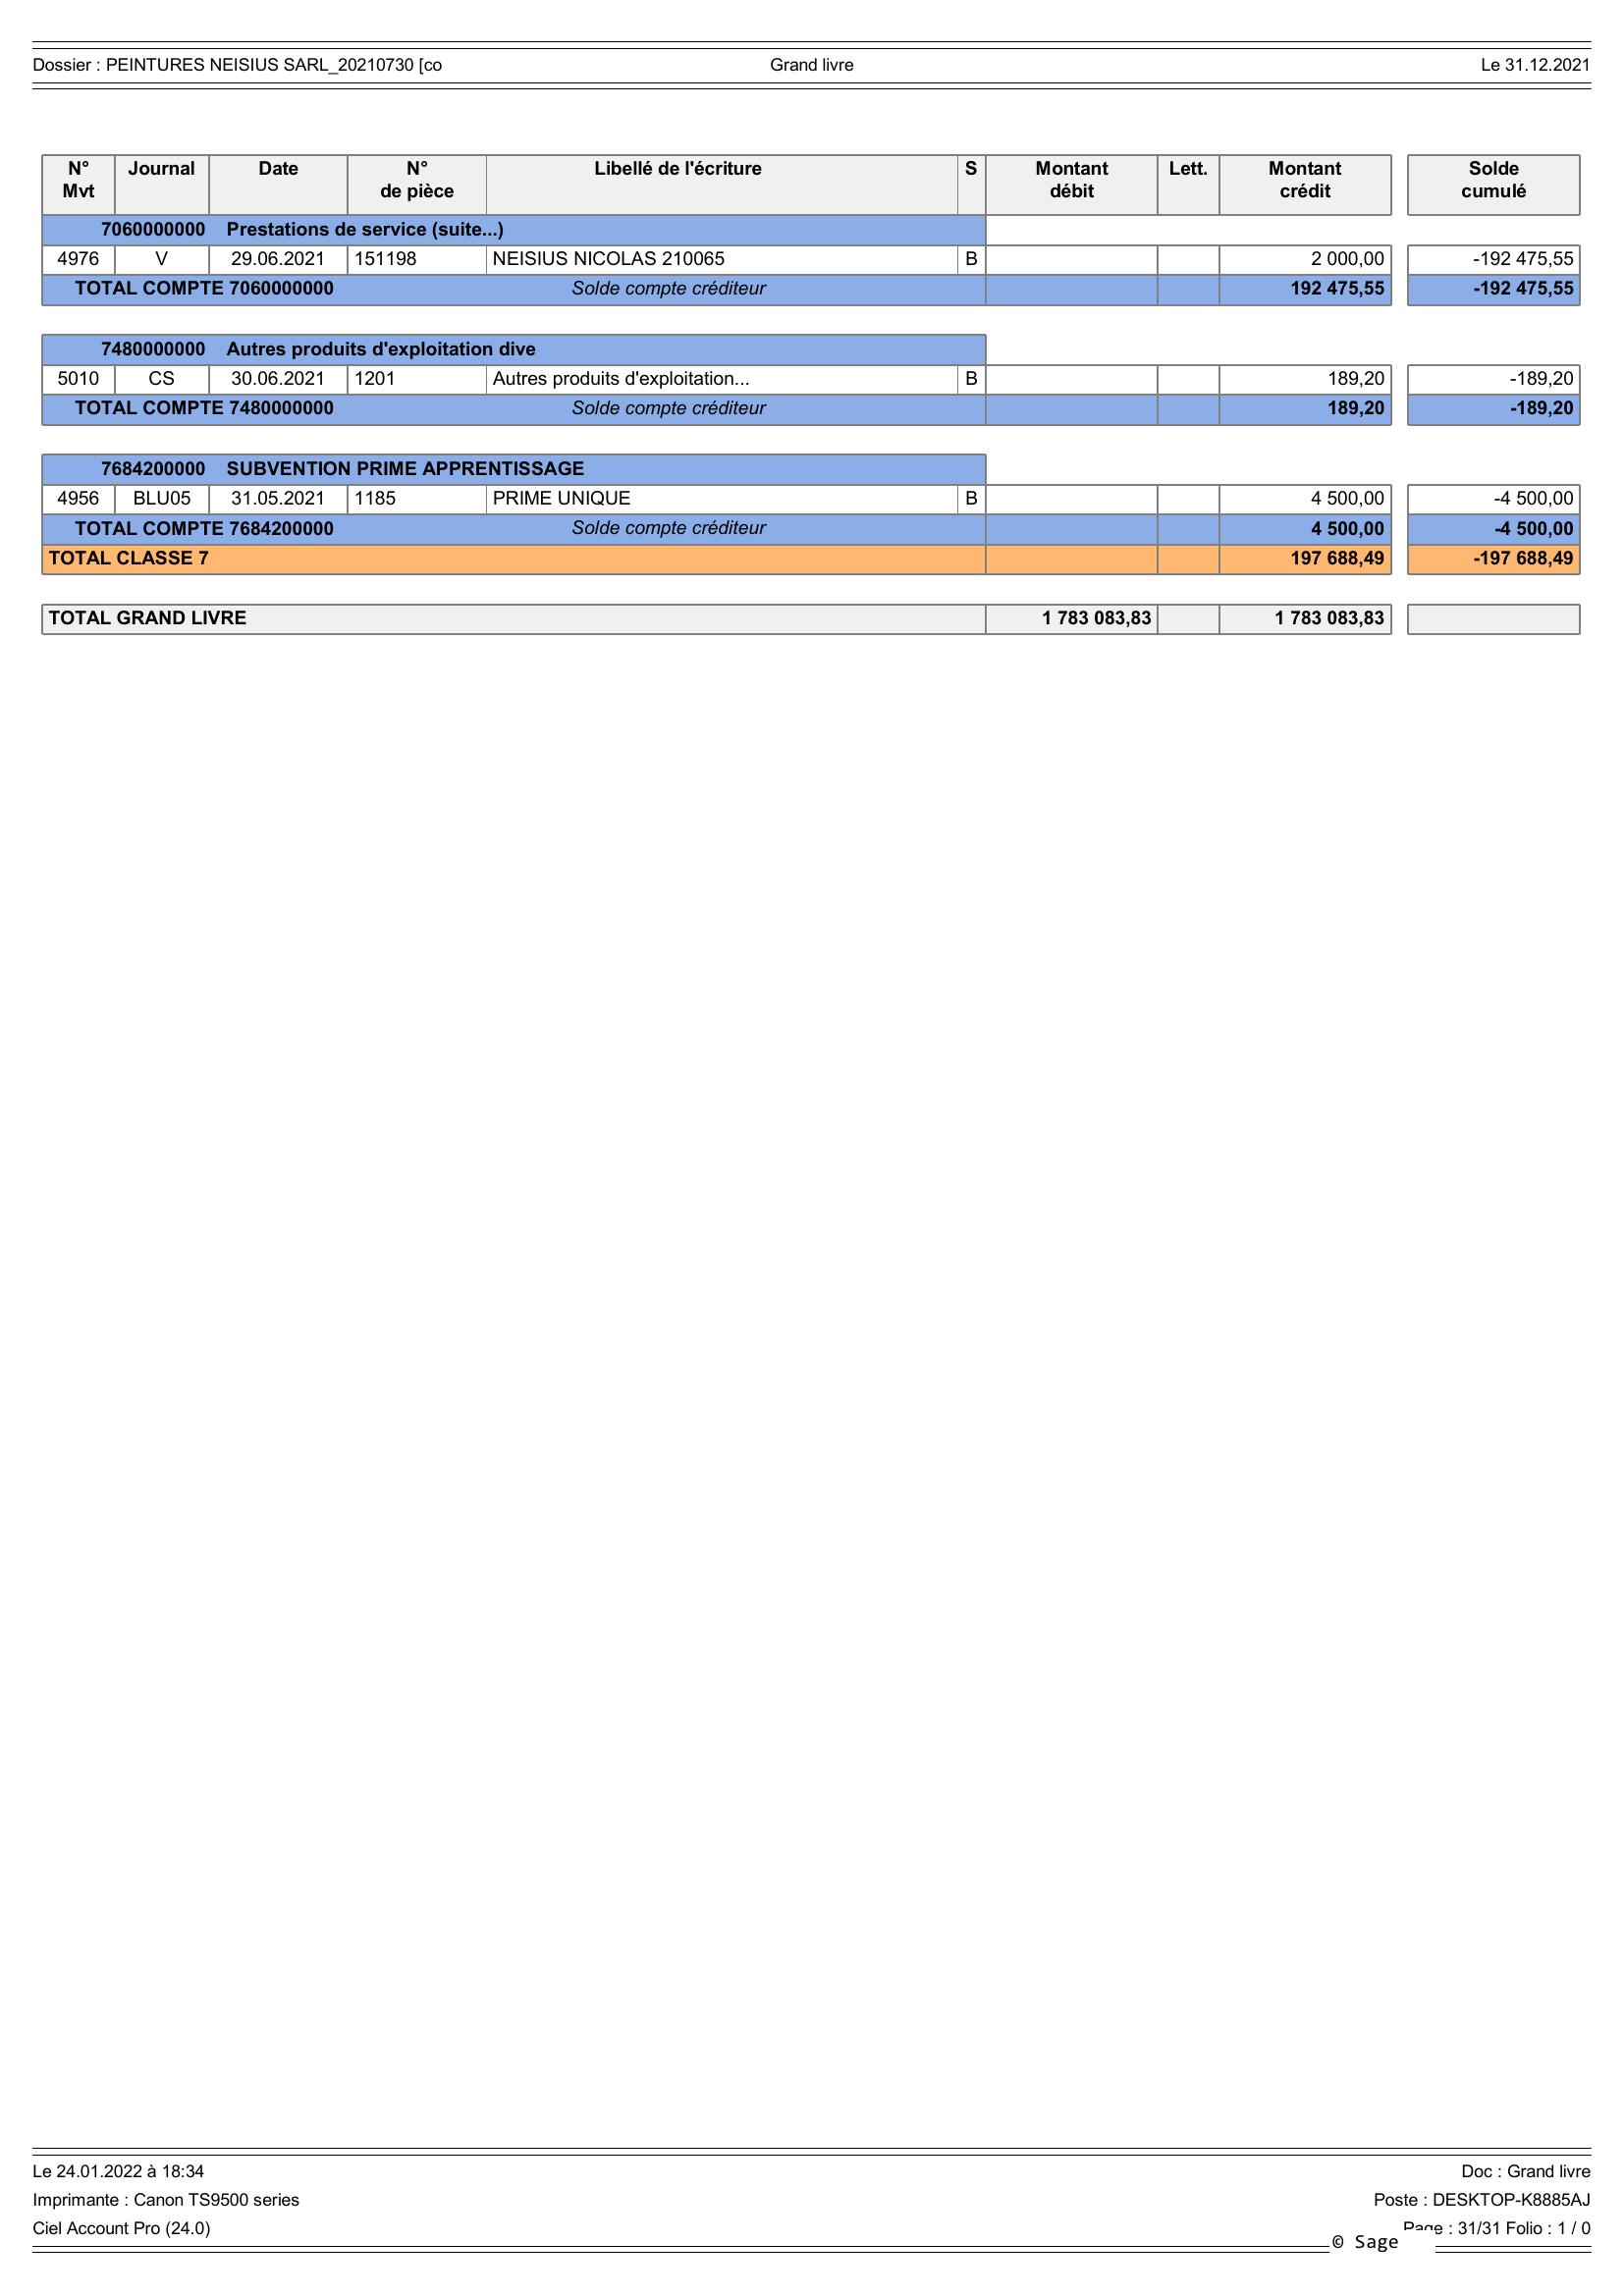 Dossier : PEINTURES NEISIUS SARL_20210730 [co Grand livre Le 31.12.2021
N° Mvt Journal Date N° de pièce Libellé de l'écriture S Montant débit Lett. Montant crédit Solde cumulé
7060000000 Prestations de service (suite...)
4976 V 29.06.2021 151198 NEISIUS NICOLAS 210065 B 2 000,00 -192 475,55
TOTAL COMPTE 7060000000 Solde compte créditeur 192 475,55 -192 475,55
7480000000 Autres produits d'exploitation dive
5010 CS 30.06.2021 1201 Autres produits d'exploitation... B 189,20 -189,20
TOTAL COMPTE 7480000000 Solde compte créditeur 189,20 -189,20
7684200000 SUBVENTION PRIME APPRENTISSAGE
4956 BLU05 31.05.2021 1185 PRIME UNIQUE B 4 500,00 -4 500,00
TOTAL COMPTE 7684200000 Solde compte créditeur 4 500,00 -4 500,00
TOTAL CLASSE 7 197 688,49 -197 688,49
TOTAL GRAND LIVRE 1 783 083,83 1 783 083,83
Le 24.01.2022 à 18:34 Doc : Grand livre
Imprimante : Canon TS9500 series Poste : DESKTOP-K8885AJ
Ciel Account Pro (24.0) Page : 31/31 Folio : 1 / 0
© Sage